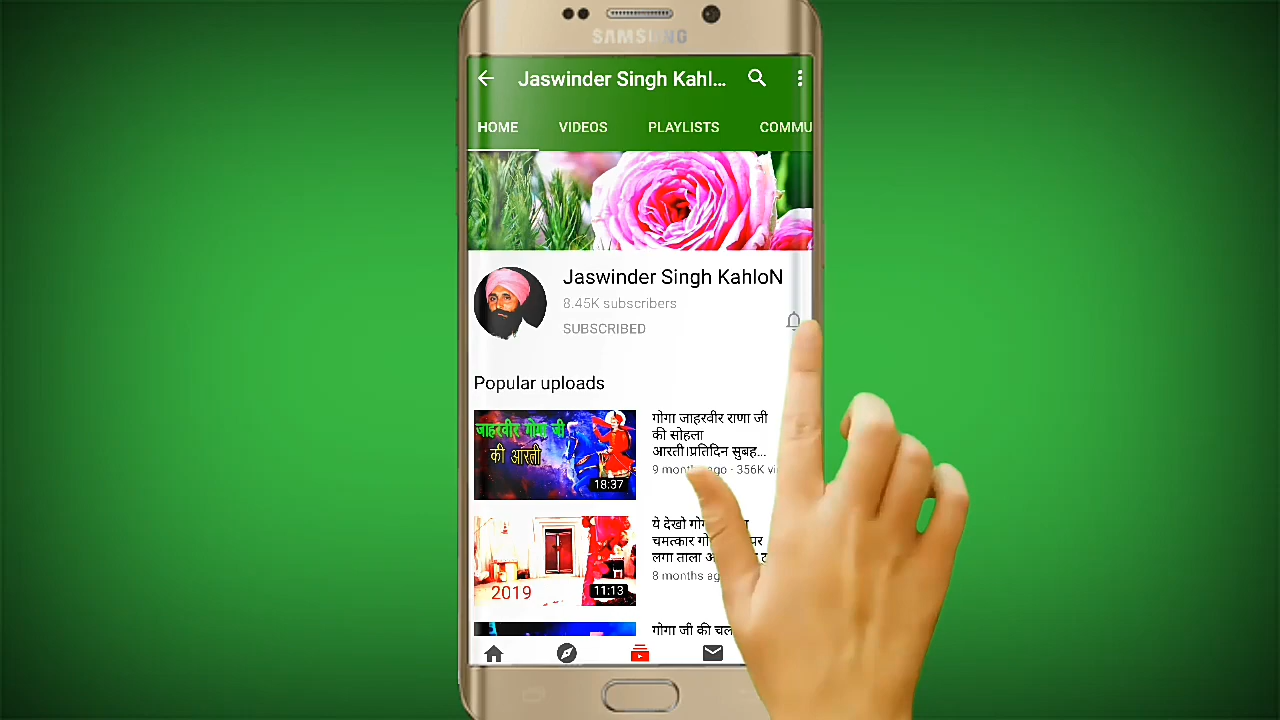 SAMSUNG
Jaswinder Singh Kahl...
HOME VIDEOS PLAYLISTS COMMU
Jaswinder Singh KahloN
8.45K subscribers
SUBSCRIBED
Popular uploads
जाहरवीर गोगा जी
की आरती
18:37
गोगा जाहरवीर राणा जी
की सोहला
आरती।प्रतिदिन सुबह...
9 months ago · 356K vi
2019
11:13
ये देखो
चमत्कार
लगा ताला
8 months ag
गोगा जी की चल